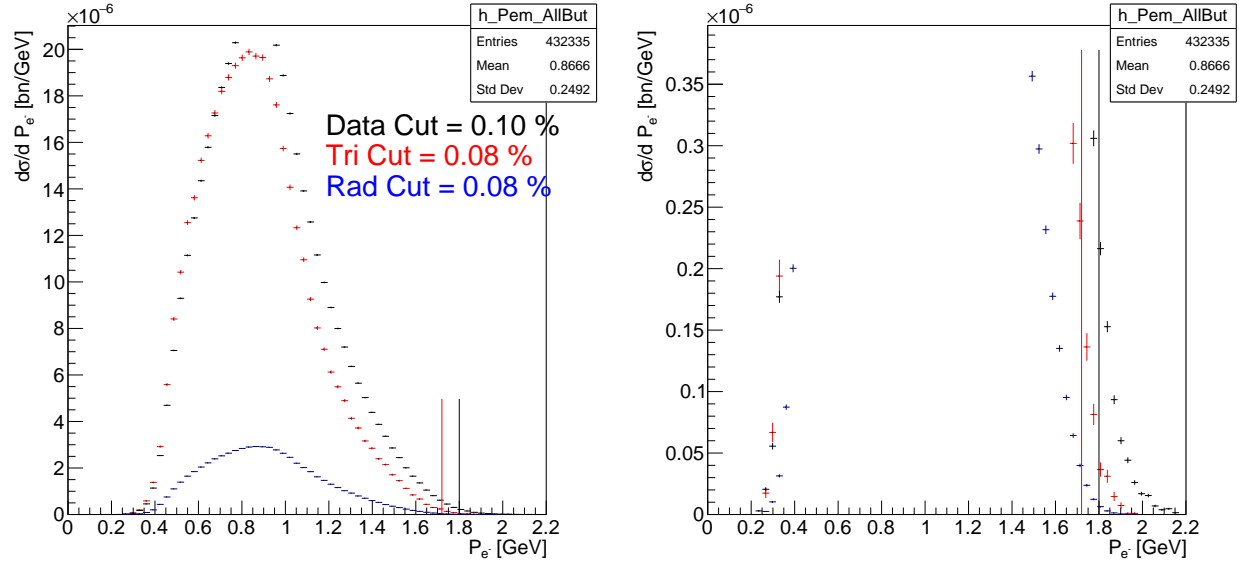 ×10⁻⁶
h_Pem_AllBut
Entries 432335
Mean 0.8666
Std Dev 0.2492
dσ/d P_e⁻ [bn/GeV]
20
18
16
14
12
10
8
6
4
2
0
Data Cut = 0.10 %
Tri Cut = 0.08 %
Rad Cut = 0.08 %
0 0.2 0.4 0.6 0.8 1 1.2 1.4 1.6 1.8 2 2.2
P_e⁻ [GeV]
×10⁻⁶
h_Pem_AllBut
Entries 432335
Mean 0.8666
Std Dev 0.2492
dσ/d P_e⁻ [bn/GeV]
0.35
0.3
0.25
0.2
0.15
0.1
0.05
0
0 0.2 0.4 0.6 0.8 1 1.2 1.4 1.6 1.8 2 2.2
P_e⁻ [GeV]